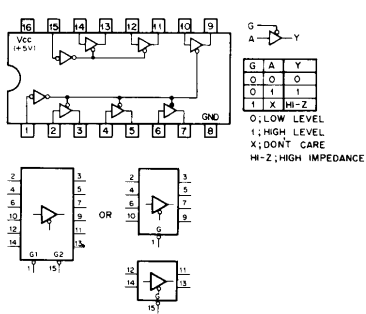 16 15 14 13 12 11 10 9
Vcc
(+5V)
GND
1 2 3 4 5 6 7 8
G
A Y
G A Y
0 0 0
0 1 1
1 X HI-Z
0; LOW LEVEL
1; HIGH LEVEL
X; DON'T CARE
HI-Z; HIGH IMPEDANCE
2 3
4 5
6 7
10 9
12 11
14 13
G1 G2
1 15
OR
2 3
4 5
6 7
10 9
G
1
12 11
14 13
G
15